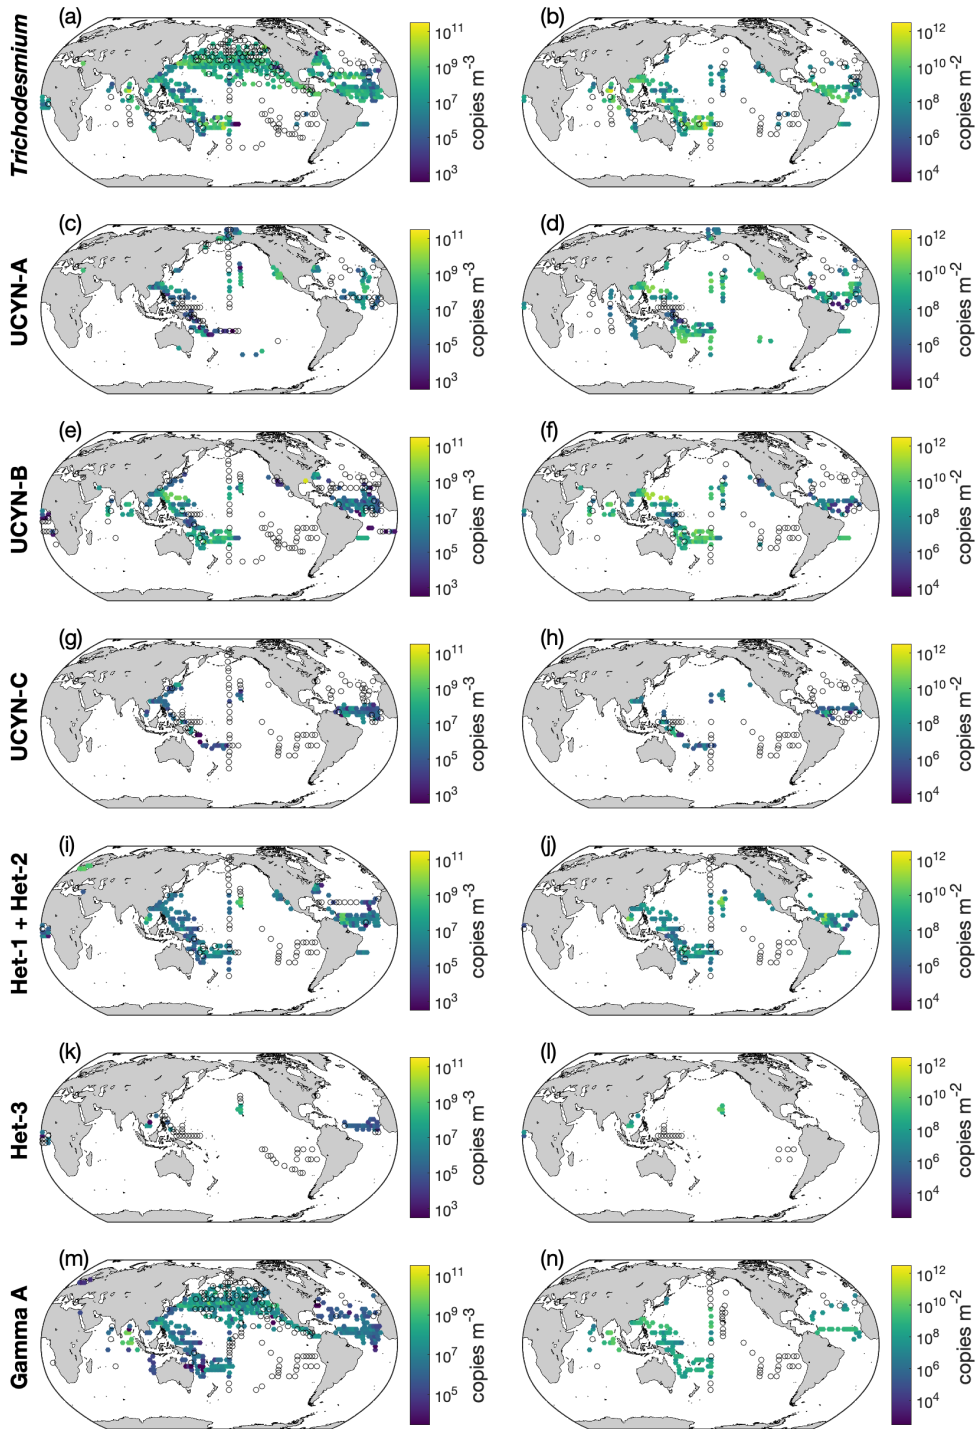 (a)
(b)
Trichodesmium
10^11
10^9
10^7
10^5
10^3
copies m^-3
10^12
10^10
10^8
10^6
10^4
copies m^-2
(c)
(d)
UCYN-A
10^11
10^9
10^7
10^5
10^3
copies m^-3
10^12
10^10
10^8
10^6
10^4
copies m^-2
(e)
(f)
UCYN-B
10^11
10^9
10^7
10^5
10^3
copies m^-3
10^12
10^10
10^8
10^6
10^4
copies m^-2
(g)
(h)
UCYN-C
10^11
10^9
10^7
10^5
10^3
copies m^-3
10^12
10^10
10^8
10^6
10^4
copies m^-2
(i)
(j)
Het-1 + Het-2
10^11
10^9
10^7
10^5
10^3
copies m^-3
10^12
10^10
10^8
10^6
10^4
copies m^-2
(k)
(l)
Het-3
10^11
10^9
10^7
10^5
10^3
copies m^-3
10^12
10^10
10^8
10^6
10^4
copies m^-2
(m)
(n)
Gamma A
10^11
10^9
10^7
10^5
copies m^-3
10^12
10^10
10^8
10^6
10^4
copies m^-2